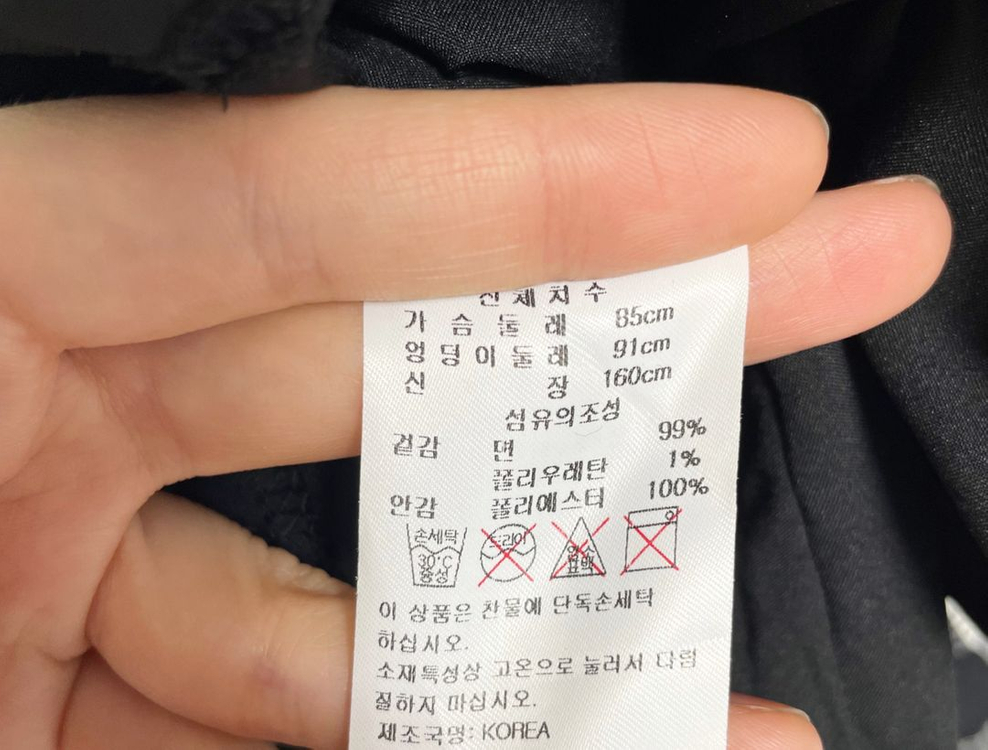 신체치수
가슴둘레 85cm
엉덩이둘레 91cm
신장 160cm
섬유의조성
겉감 면 99%
폴리우레탄 1%
안감 폴리에스터 100%
손세탁 30°C 중성
드라이
염소 표백
이 상품은 찬물에 단독손세탁
하십시오.
소재특성상 고온으로 눌러서 다림
질하지 마십시오.
제조국명: KOREA